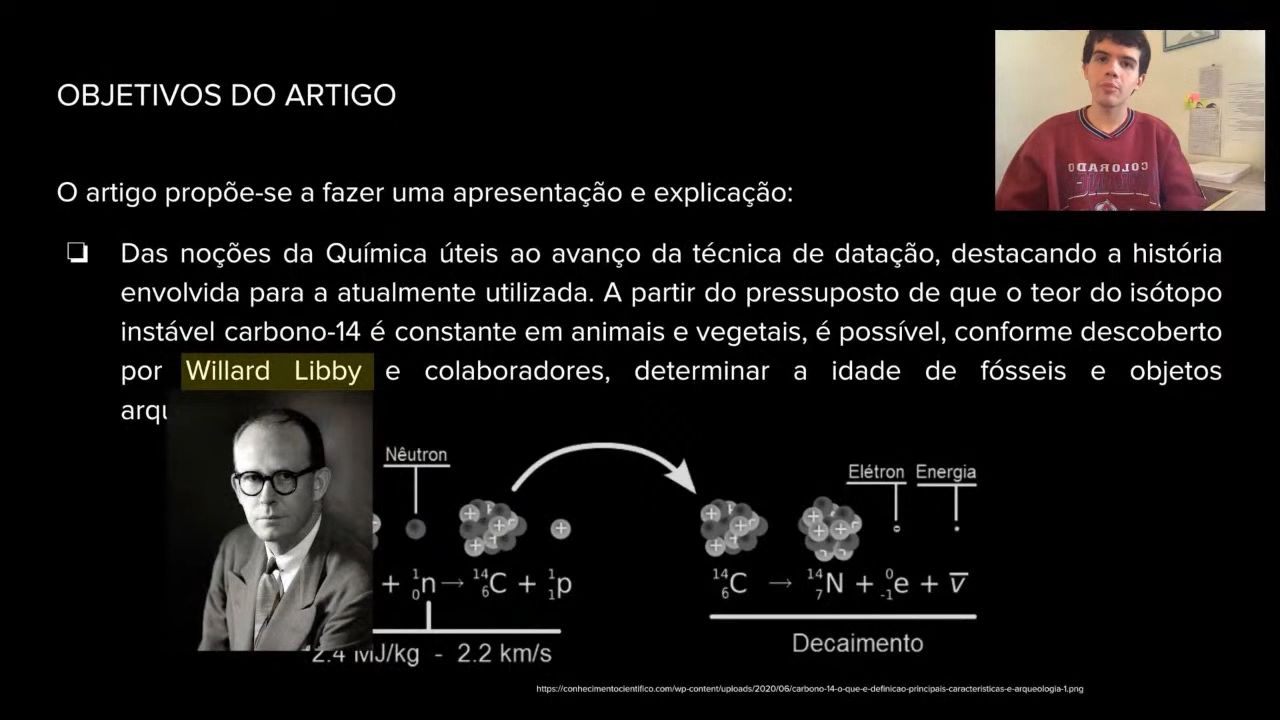 OBJETIVOS DO ARTIGO
COLORADO
O artigo propõe-se a fazer uma apresentação e explicação:
❏ Das noções da Química úteis ao avanço da técnica de datação, destacando a história
envolvida para a atualmente utilizada. A partir do pressuposto de que o teor do isótopo
instável carbono-14 é constante em animais e vegetais, é possível, conforme descoberto
por Willard Libby e colaboradores, determinar a idade de fósseis e objetos
arqu
Nêutron
Elétron Energia
+ ¹₀n → ¹⁴₆C + ¹₁p
¹⁴₆C → ¹⁴₇N + ⁰₋₁e + v̅
2.4 MJ/kg - 2.2 km/s
Decaimento
https://conhecimentocientifico.com/wp-content/uploads/2020/06/carbono-14-o-que-e-definicao-principais-caracteristicas-e-arqueologia-1.png